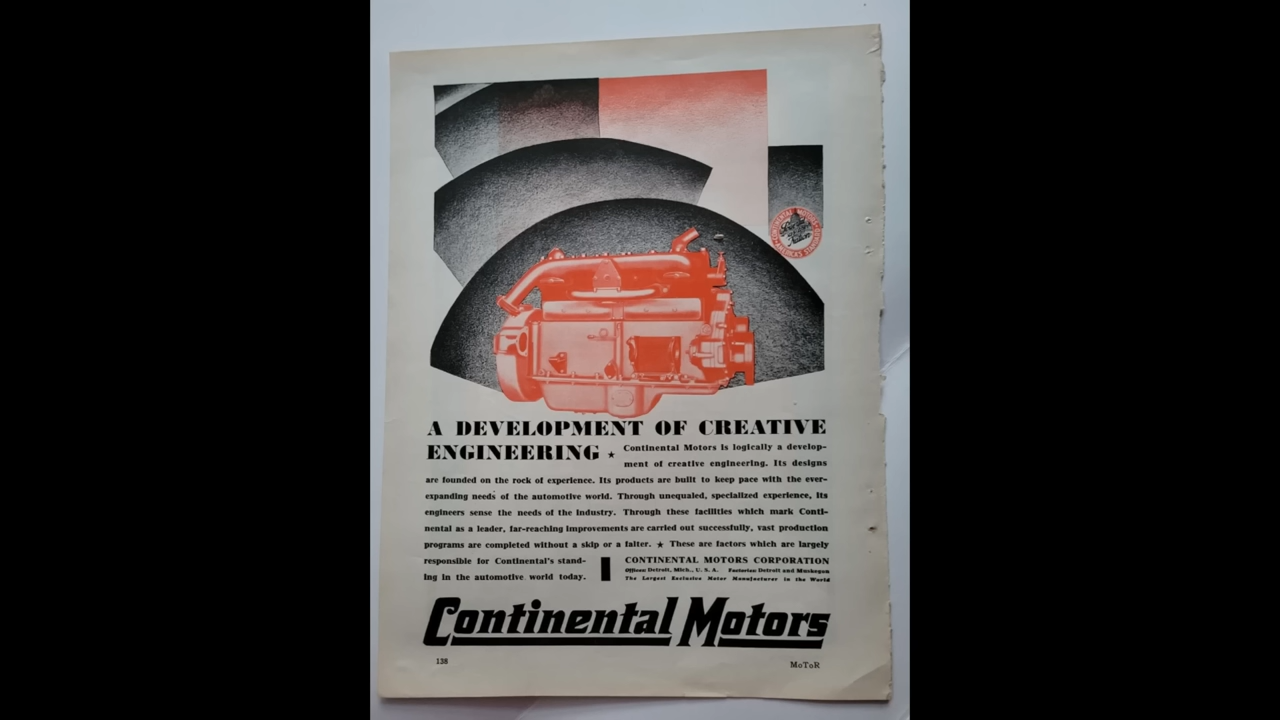 CONTINENTAL MOTORS
AMERICA'S STANDARD
A DEVELOPMENT OF CREATIVE
ENGINEERING ★ Continental Motors is logically a develop-
ment of creative engineering. Its designs
are founded on the rock of experience. Its products are built to keep pace with the ever-
expanding needs of the automotive world. Through unequaled, specialized experience, its
engineers sense the needs of the industry. Through these facilities which mark Conti-
nental as a leader, far-reaching improvements are carried out successfully, vast production
programs are completed without a skip or a falter. ★ These are factors which are largely
responsible for Continental's stand-
ing in the automotive world today.
CONTINENTAL MOTORS CORPORATION
Offices: Detroit, Mich., U. S. A. Factories: Detroit and Muskegon
The Largest Exclusive Motor Manufacturer in the World
Continental Motors
138
MoToR